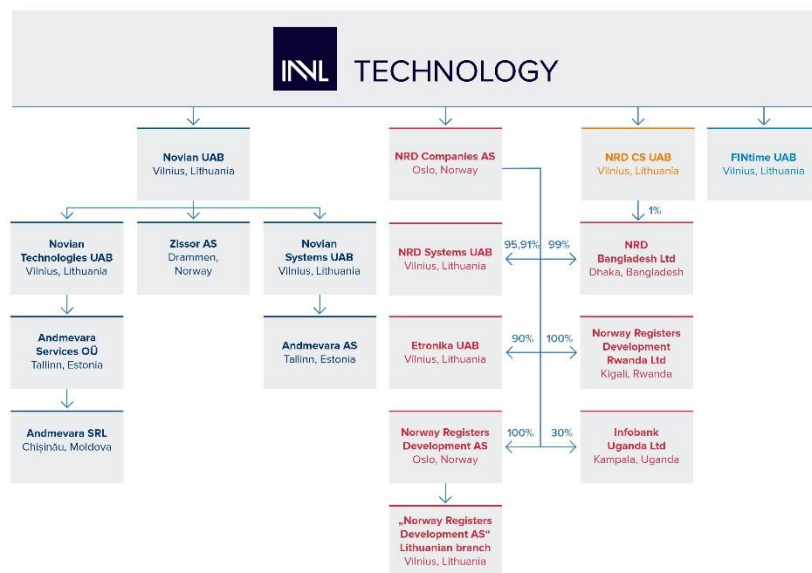 INVL TECHNOLOGY
Novian UAB
Vilnius, Lithuania
NRD Companies AS
Oslo, Norway
NRD CS UAB
Vilnius, Lithuania
FINtime UAB
Vilnius, Lithuania
1%
Novian
Technologies UAB
Vilnius, Lithuania
Zissor AS
Drammen,
Norway
Novian
Systems UAB
Vilnius, Lithuania
NRD Systems UAB
Vilnius, Lithuania
95,91%
99%
NRD
Bangladesh Ltd
Dhaka, Bangladesh
Andmevara
Services OÜ
Tallinn, Estonia
Andmevara AS
Tallinn, Estonia
Etronika UAB
Vilnius, Lithuania
90%
100%
Norway Registers
Development
Rwanda Ltd
Kigali, Rwanda
Andmevara SRL
Chișinău, Moldova
Norway Registers
Development AS
Oslo, Norway
100%
30%
Infobank
Uganda Ltd
Kampala, Uganda
„Norway Registers
Development AS“
Lithuanian branch
Vilnius, Lithuania